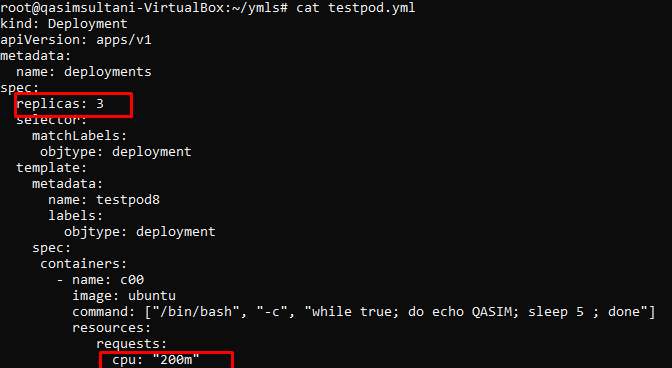 root@qasimsultani-VirtualBox:~/ymls# cat testpod.yml
kind: Deployment
apiVersion: apps/v1
metadata:
  name: deployments
spec:
  replicas: 3
  selector:
    matchLabels:
     objtype: deployment
  template:
    metadata:
      name: testpod8
      labels:
        objtype: deployment
    spec:
     containers:
       - name: c00
         image: ubuntu
         command: ["/bin/bash", "-c", "while true; do echo QASIM; sleep 5 ; done"]
         resources:
            requests:
              cpu: "200m"